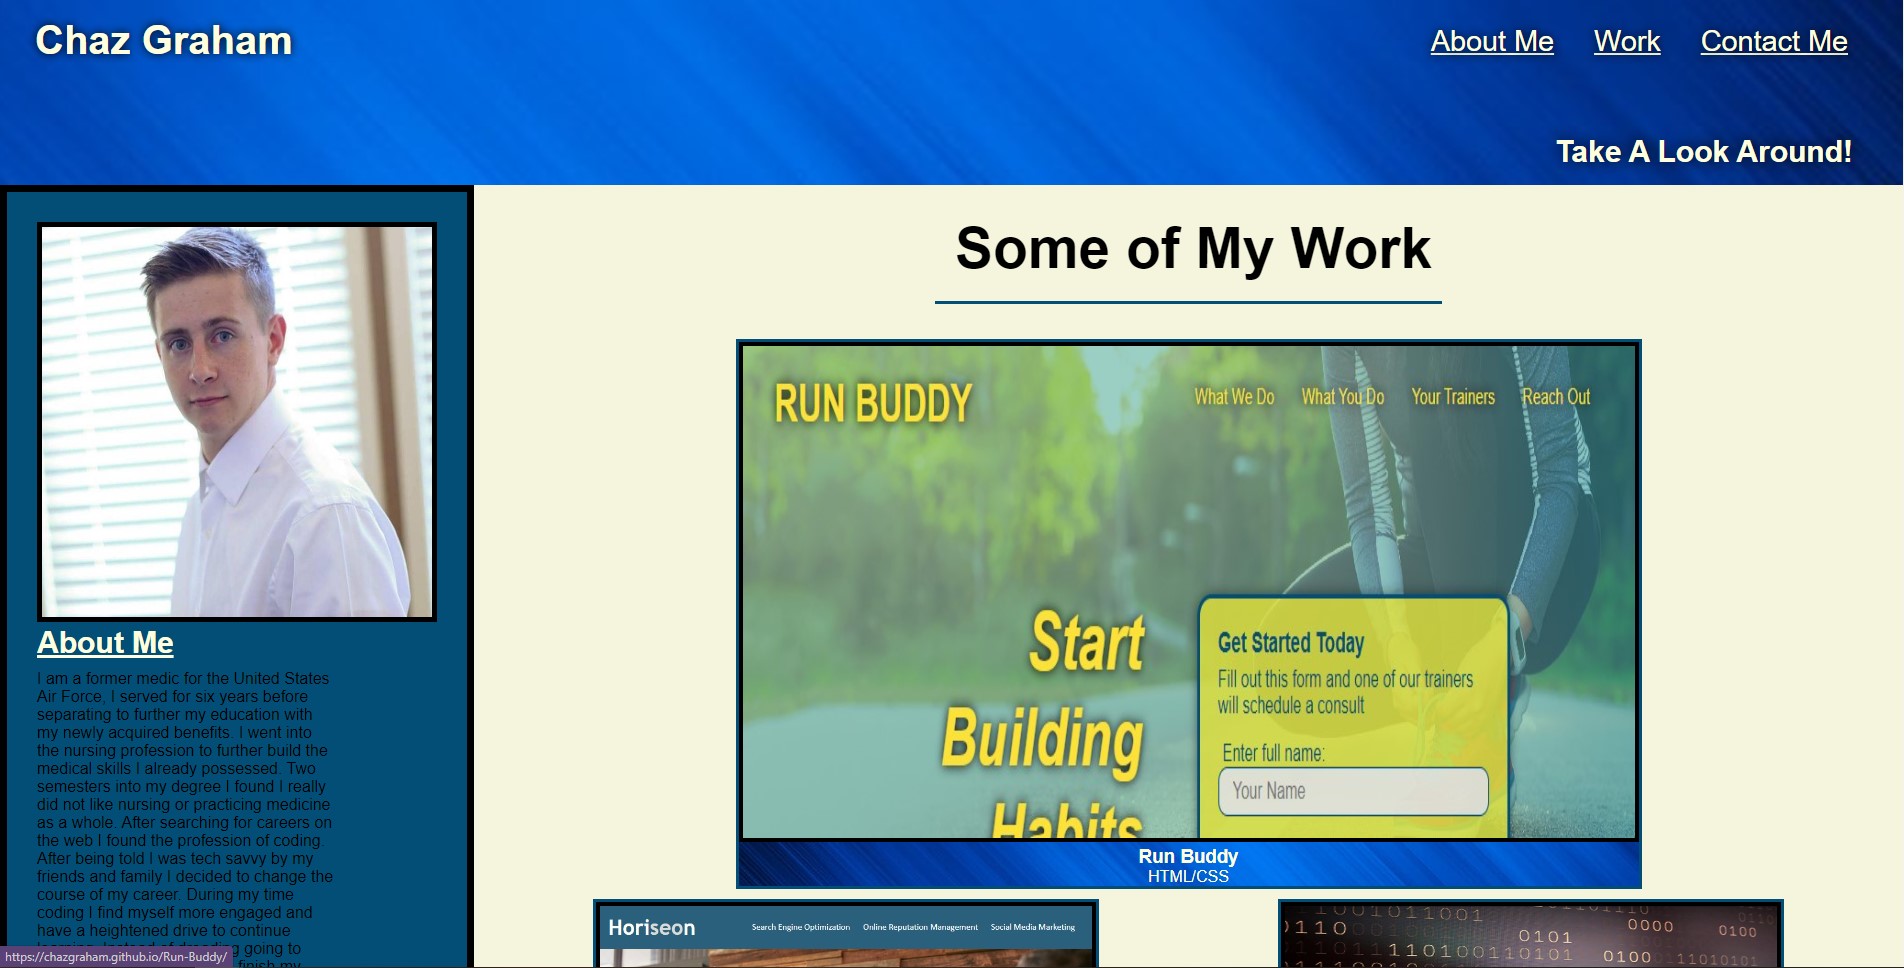 Chaz Graham
About Me Work Contact Me
Take A Look Around!
About Me
I am a former medic for the United States
Air Force, I served for six years before
separating to further my education with
my newly acquired benefits. I went into
the nursing profession to further build the
medical skills I already possessed. Two
semesters into my degree I found I really
did not like nursing or practicing medicine
as a whole. After searching for careers on
the web I found the profession of coding.
After being told I was tech savvy by my
friends and family I decided to change the
course of my career. During my time
coding I find myself more engaged and
have a heightened drive to continue
going to
finish my
https://chazgraham.github.io/Run-Buddy/
Some of My Work
RUN BUDDY
What We Do What You Do Your Trainers Reach Out
Start
Building
Habits
Get Started Today
Fill out this form and one of our trainers
will schedule a consult
Enter full name:
Your Name
Run Buddy
HTML/CSS
Horiseon
Search Engine Optimization Online Reputation Management Social Media Marketing
0000
0100
0101
0110
110100110101
0100